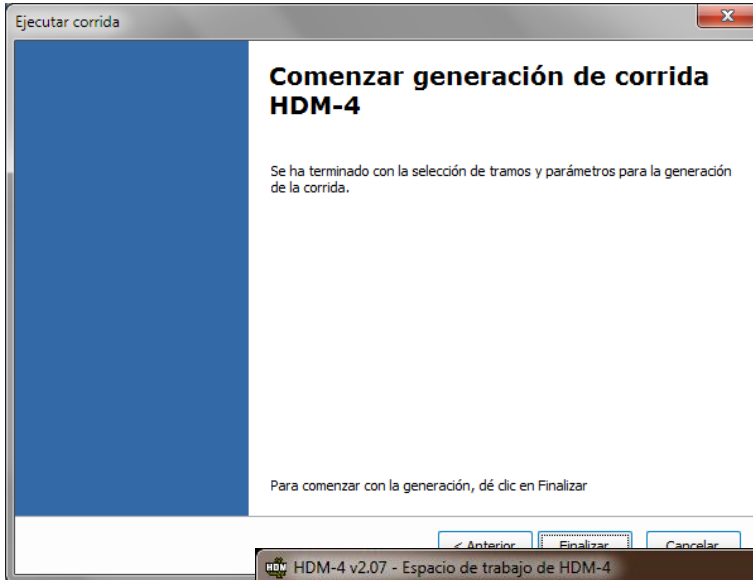 Ejecutar corrida
Comenzar generación de corrida
HDM-4
Se ha terminado con la selección de tramos y parámetros para la generación
de la corrida.
Para comenzar con la generación, dé clic en Finalizar
< Anterior Finalizar Cancelar
HDM-4 v2.07 - Espacio de trabajo de HDM-4